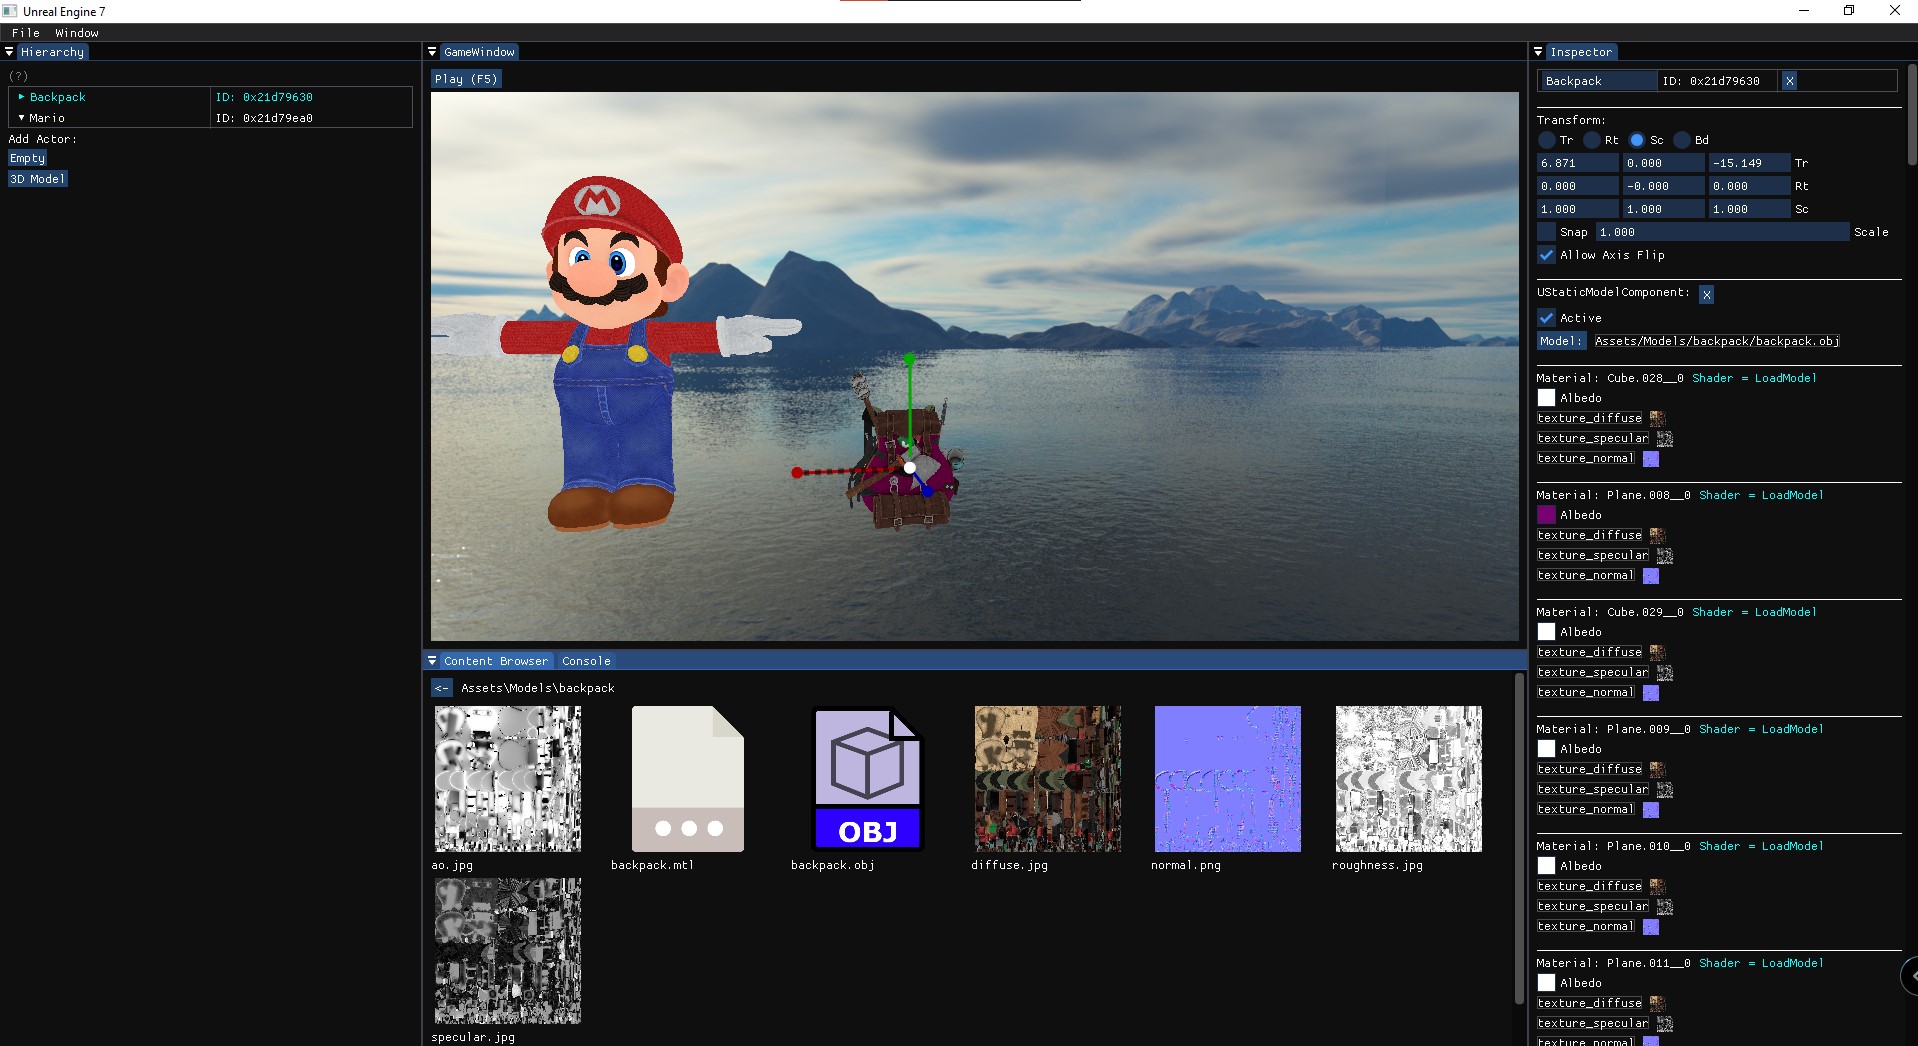 Unreal Engine 7
File Window
Hierarchy
(?)
Backpack ID: 0x21d79630
Mario ID: 0x21d79ea0
Add Actor:
Empty
3D Model
GameWindow
Play (F5)
M
Content Browser Console
<- Assets\Models\backpack
OBJ
ao.jpg backpack.mtl backpack.obj diffuse.jpg normal.png roughness.jpg
specular.jpg
Inspector
Backpack ID: 0x21d79630 X
Transform:
Tr Rt Sc Bd
6.871 0.000 -15.149 Tr
0.000 -0.000 0.000 Rt
1.000 1.000 1.000 Sc
Snap 1.000 Scale
Allow Axis Flip
UStaticModelComponent: X
Active
Model: Assets/Models/backpack/backpack.obj
Material: Cube.028__0 Shader = LoadModel
Albedo
texture_diffuse
texture_specular
texture_normal
Material: Plane.008__0 Shader = LoadModel
Albedo
texture_diffuse
texture_specular
texture_normal
Material: Cube.029__0 Shader = LoadModel
Albedo
texture_diffuse
texture_specular
texture_normal
Material: Plane.009__0 Shader = LoadModel
Albedo
texture_diffuse
texture_specular
texture_normal
Material: Plane.010__0 Shader = LoadModel
Albedo
texture_diffuse
texture_specular
texture_normal
Material: Plane.011__0 Shader = LoadModel
Albedo
texture_diffuse
texture_specular
texture_normal